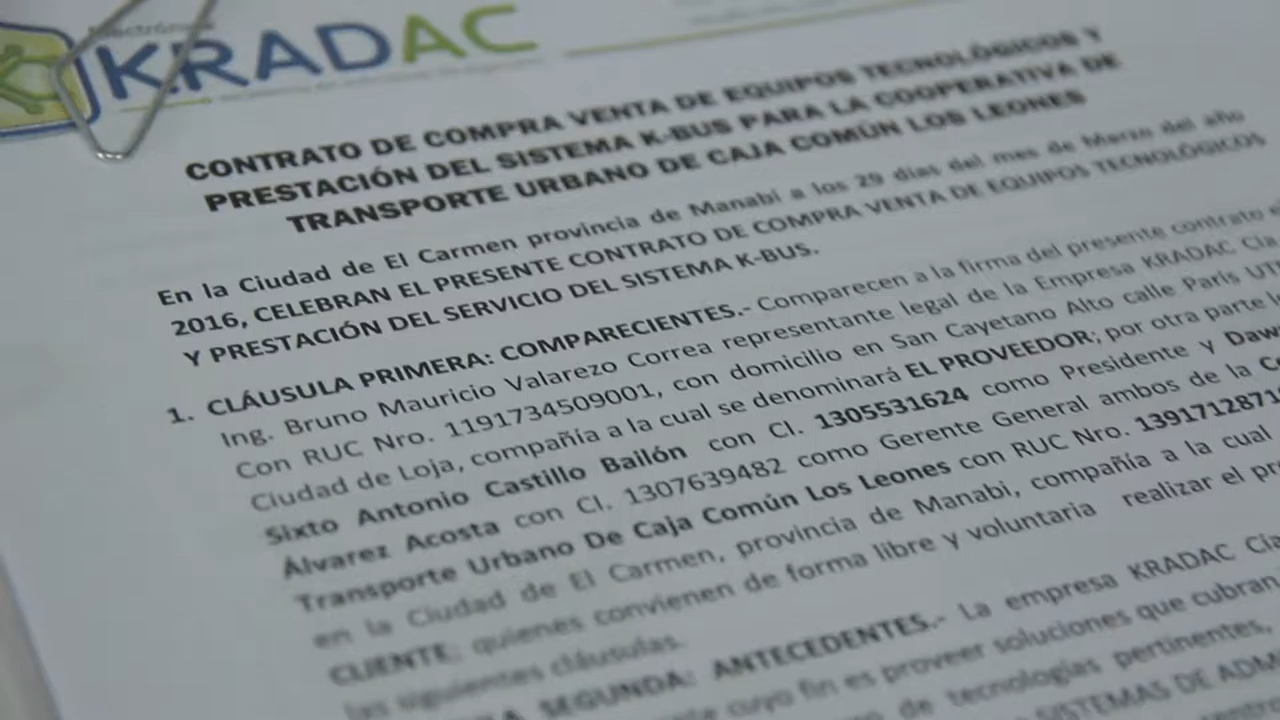 KRADAC
CONTRATO DE COMPRA VENTA DE EQUIPOS TECNOLÓGICOS Y
PRESTACIÓN DEL SISTEMA K-BUS PARA LA COOPERATIVA DE
TRANSPORTE URBANO DE CAJA COMÚN LOS LEONES
En la Ciudad de El Carmen provincia de Manabí a los 29 días del mes de Marzo del año
2016, CELEBRAN EL PRESENTE CONTRATO DE COMPRA VENTA DE EQUIPOS TECNOLÓGICOS
Y PRESTACIÓN DEL SERVICIO DEL SISTEMA K-BUS.
1. CLÁUSULA PRIMERA: COMPARECIENTES.- Comparecen a la firma del presente contrato
Ing. Bruno Mauricio Valarezo Correa representante legal de la Empresa KRADAC Cía
Con RUC Nro. 1191734509001, con domicilio en San Cayetano Alto calle París
Ciudad de Loja, compañía a la cual se denominará EL PROVEEDOR; por otra parte
Sixto Antonio Castillo Bailón con CI. 1305531624 como Presidente y
Álvarez Acosta con CI. 1307639482 como Gerente General ambos de la
Transporte Urbano De Caja Común Los Leones con RUC Nro. 139171287
en la Ciudad de El Carmen, provincia de Manabí, compañía a la cual
CLIENTE: quienes convienen de forma libre y voluntaria realizar el
las siguientes cláusulas.
SEGUNDA: ANTECEDENTES.- La empresa KRADAC Cía
cuyo fin es proveer soluciones que cubran
de tecnologías pertinentes,
SISTEMAS DE